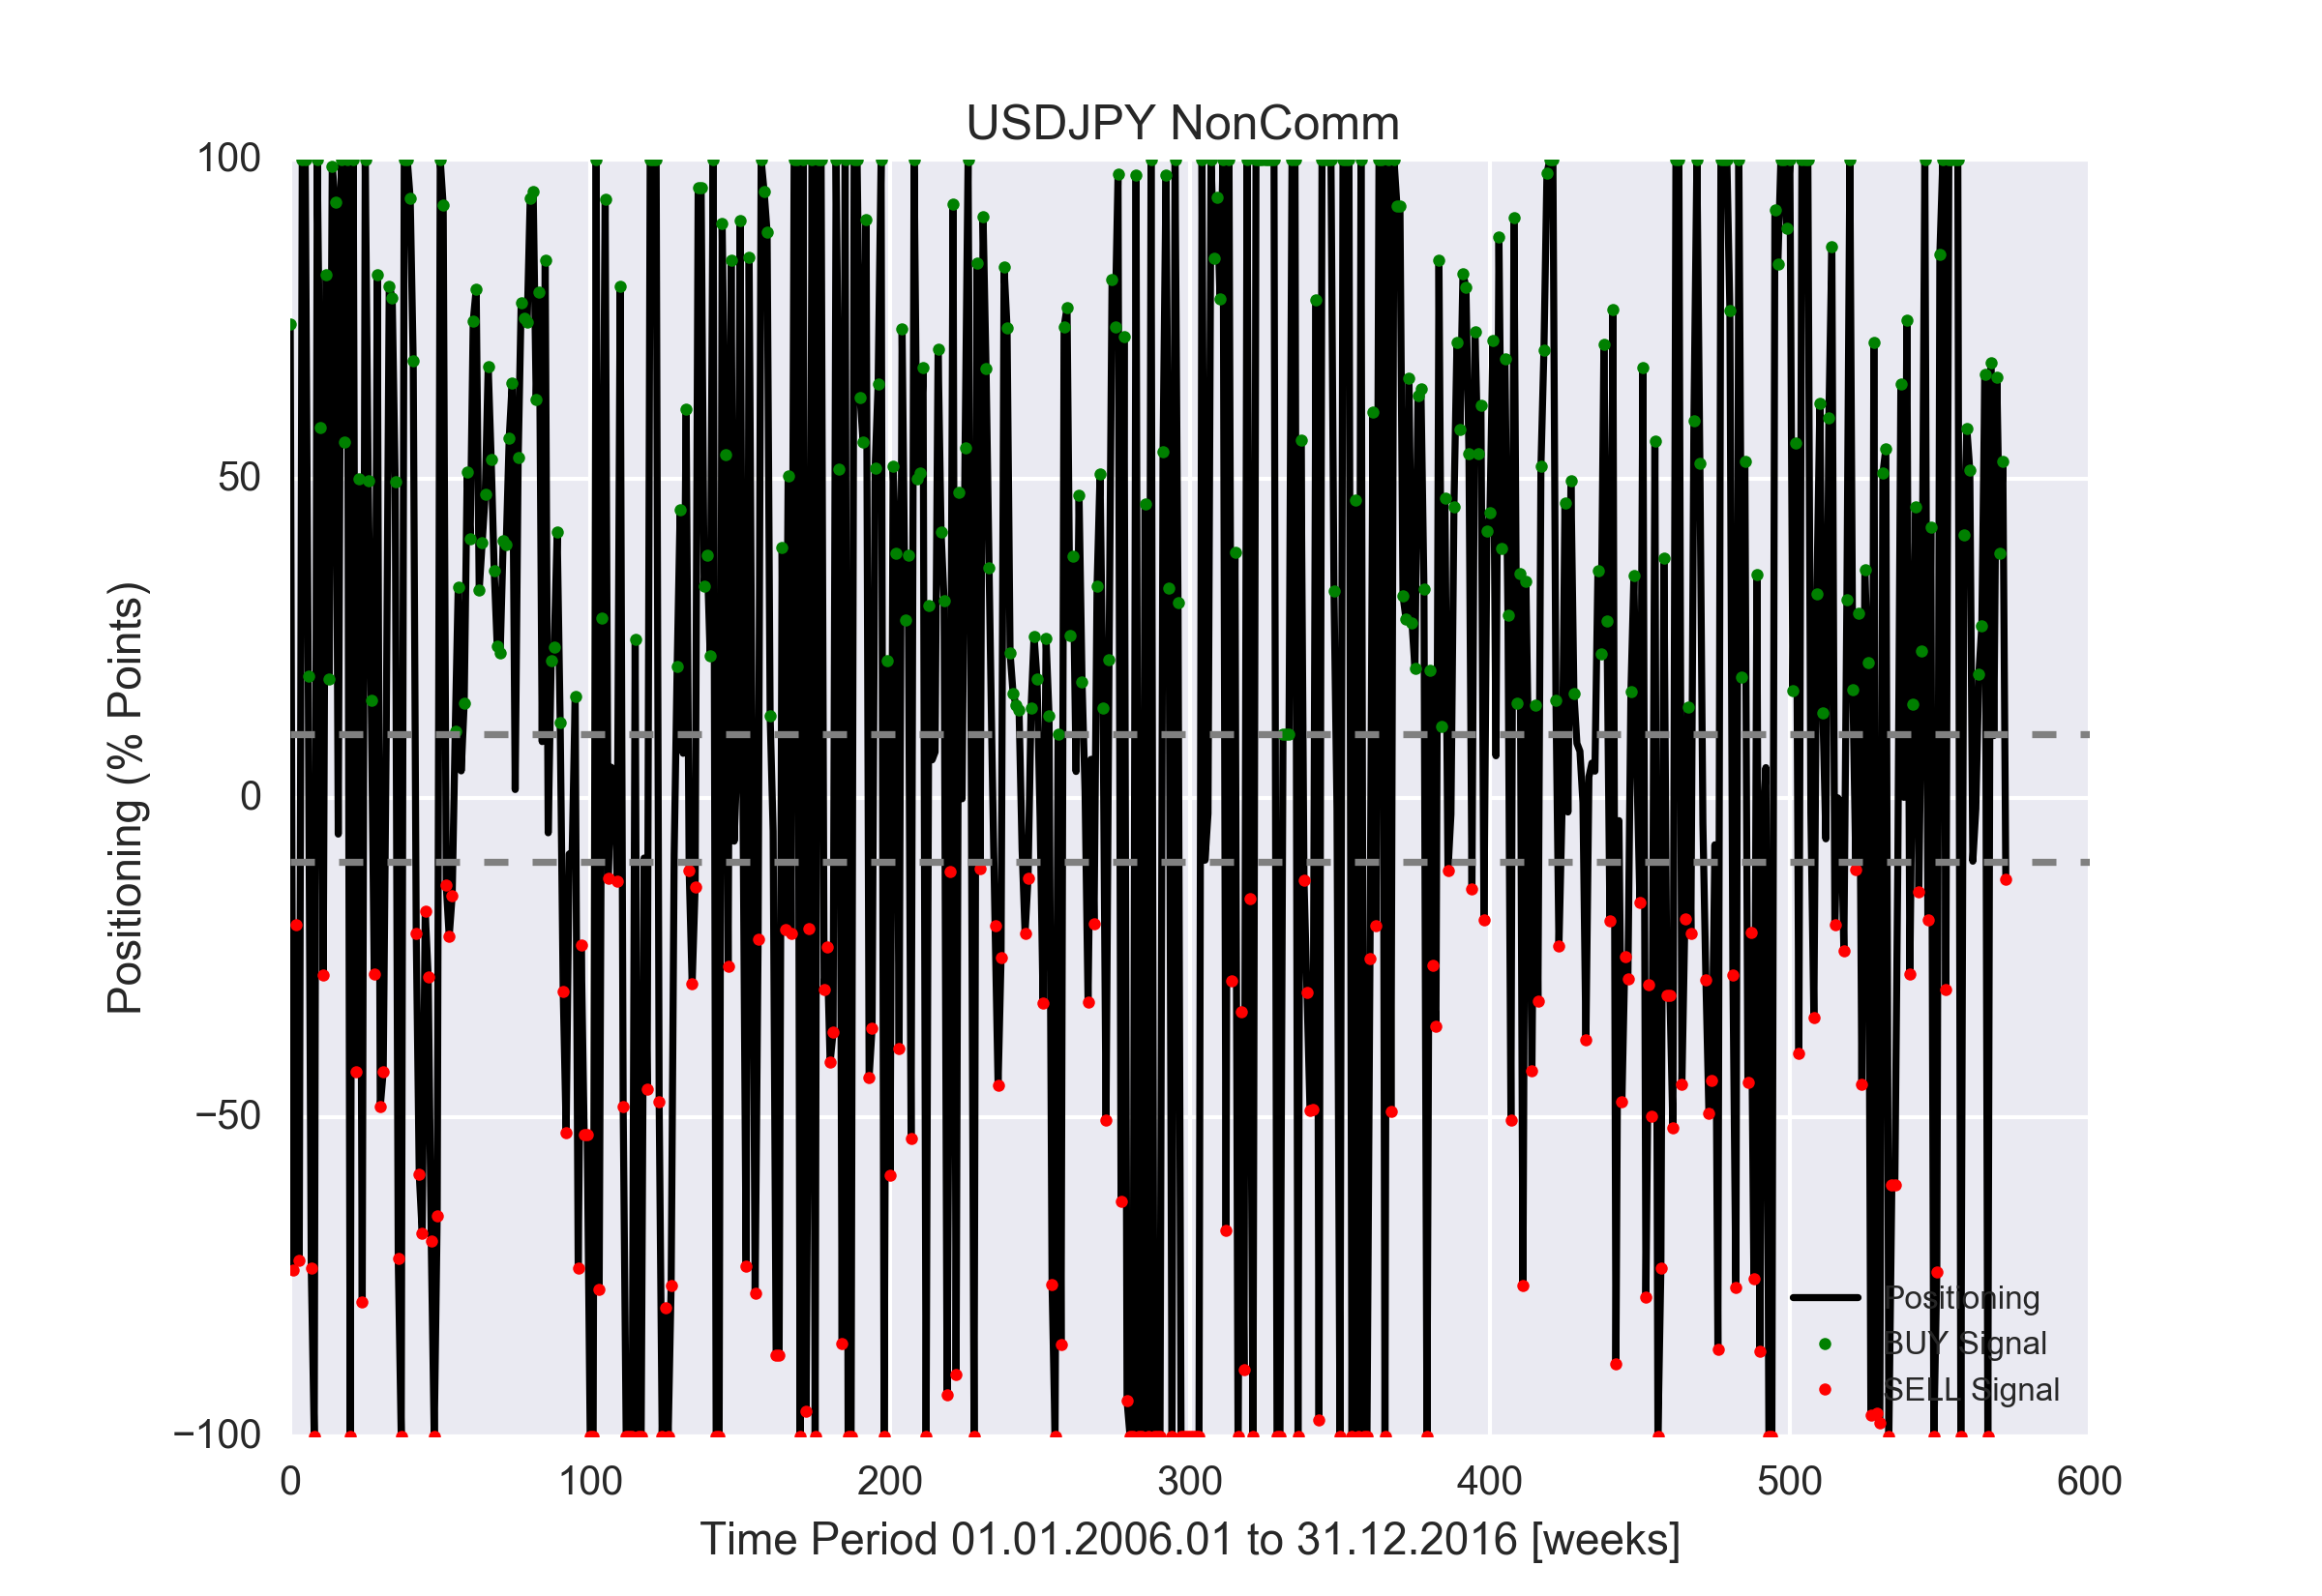 USDJPY NonComm
100
50
0
−50
−100
Positioning (% Points)
0 100 200 300 400 500 600
Time Period 01.01.2006.01 to 31.12.2016 [weeks]
Positioning
BUY Signal
SELL Signal